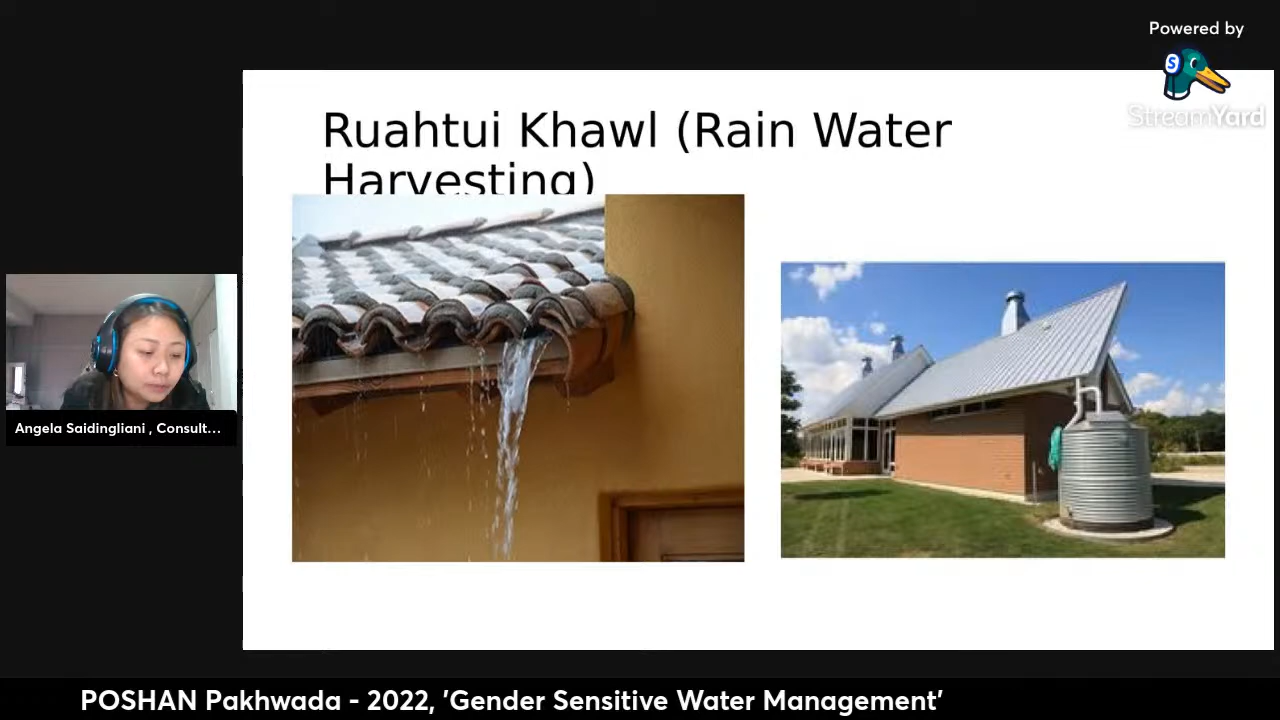 Powered by
StreamYard
Ruahtui Khawl (Rain Water
Harvesting)
Angela Saidingliani , Consult...
POSHAN Pakhwada - 2022, 'Gender Sensitive Water Management'